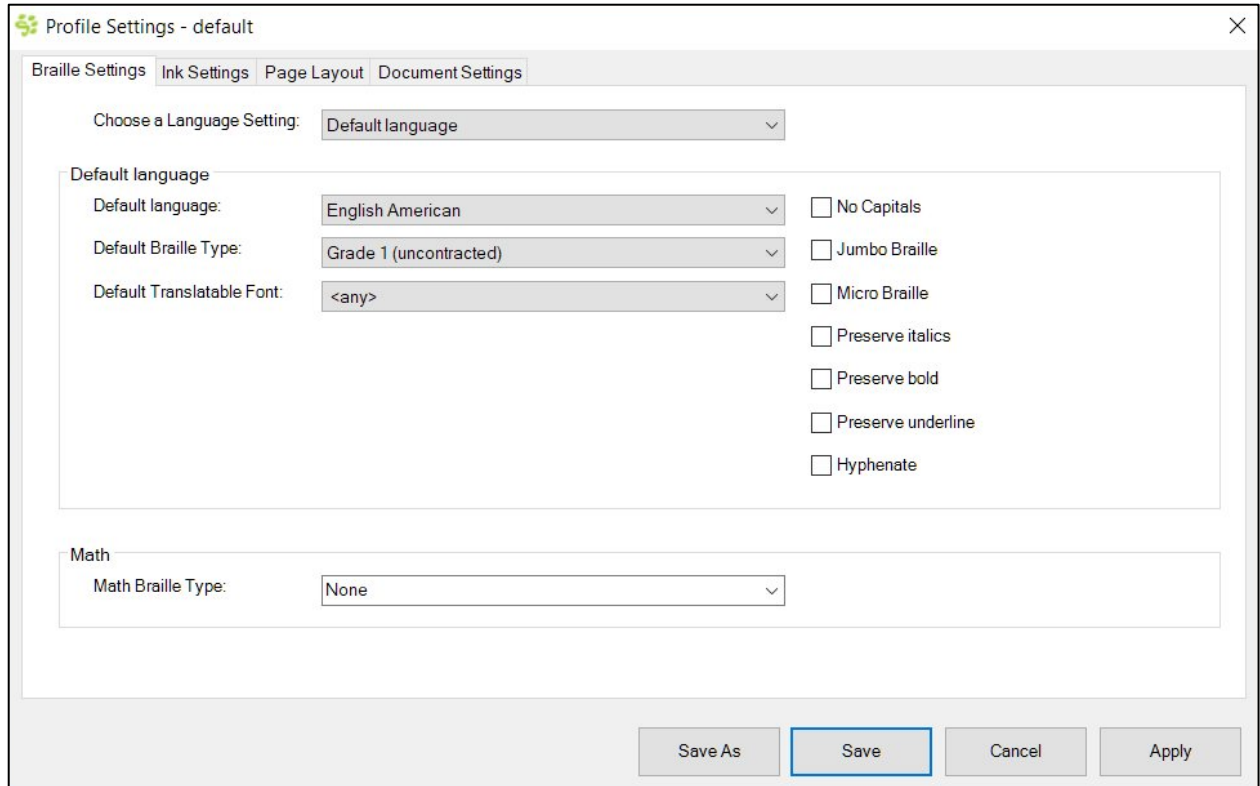 Profile Settings - default
Braille Settings Ink Settings Page Layout Document Settings
Choose a Language Setting: Default language
Default language
Default language: English American No Capitals
Default Braille Type: Grade 1 (uncontracted) Jumbo Braille
Default Translatable Font: <any> Micro Braille
Preserve italics
Preserve bold
Preserve underline
Hyphenate
Math
Math Braille Type: None
Save As Save Cancel Apply